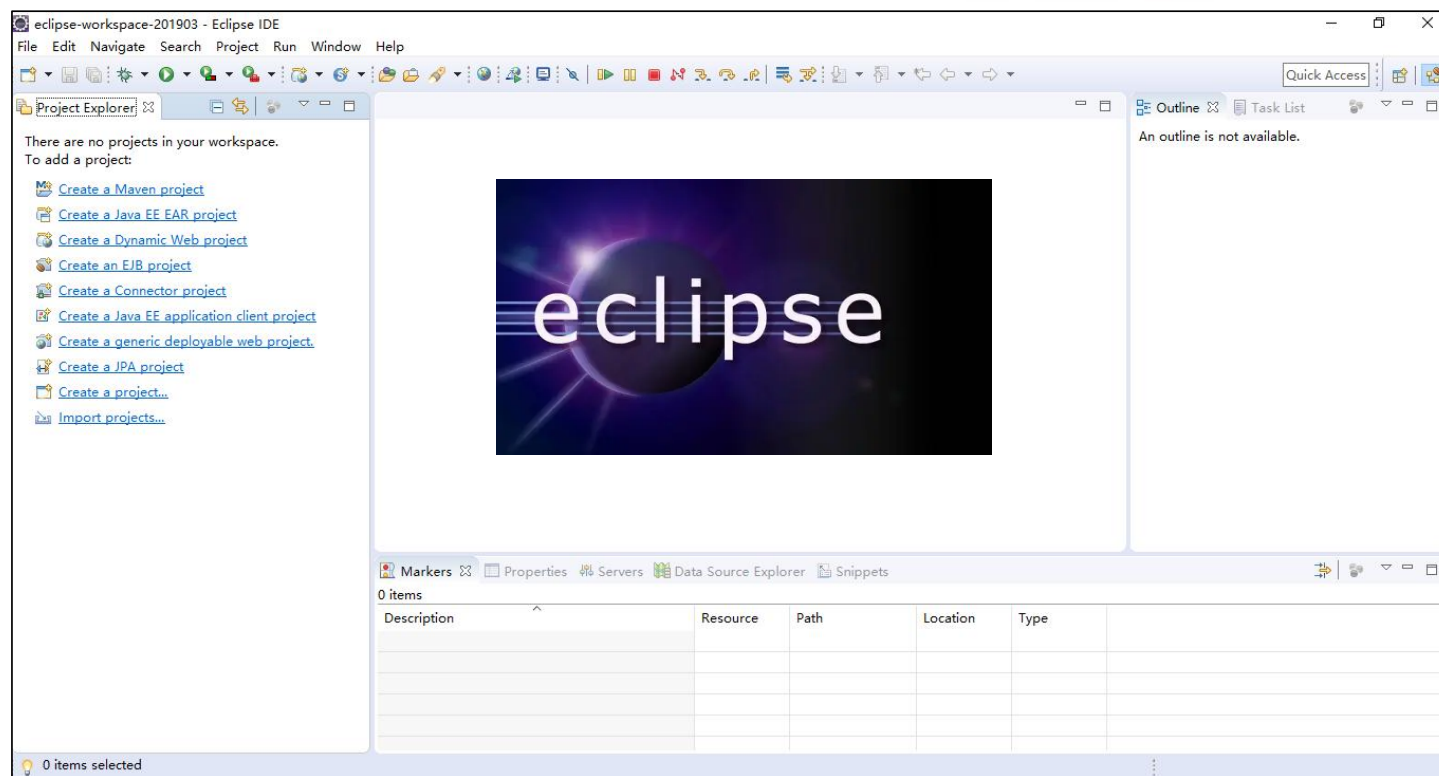 eclipse-workspace-201903 - Eclipse IDE
File Edit Navigate Search Project Run Window Help
Quick Access
Project Explorer
There are no projects in your workspace.
To add a project:
Create a Maven project
Create a Java EE EAR project
Create a Dynamic Web project
Create an EJB project
Create a Connector project
Create a Java EE application client project
Create a generic deployable web project.
Create a JPA project
Create a project...
Import projects...
eclipse
Outline Task List
An outline is not available.
Markers Properties Servers Data Source Explorer Snippets
0 items
Description Resource Path Location Type
0 items selected